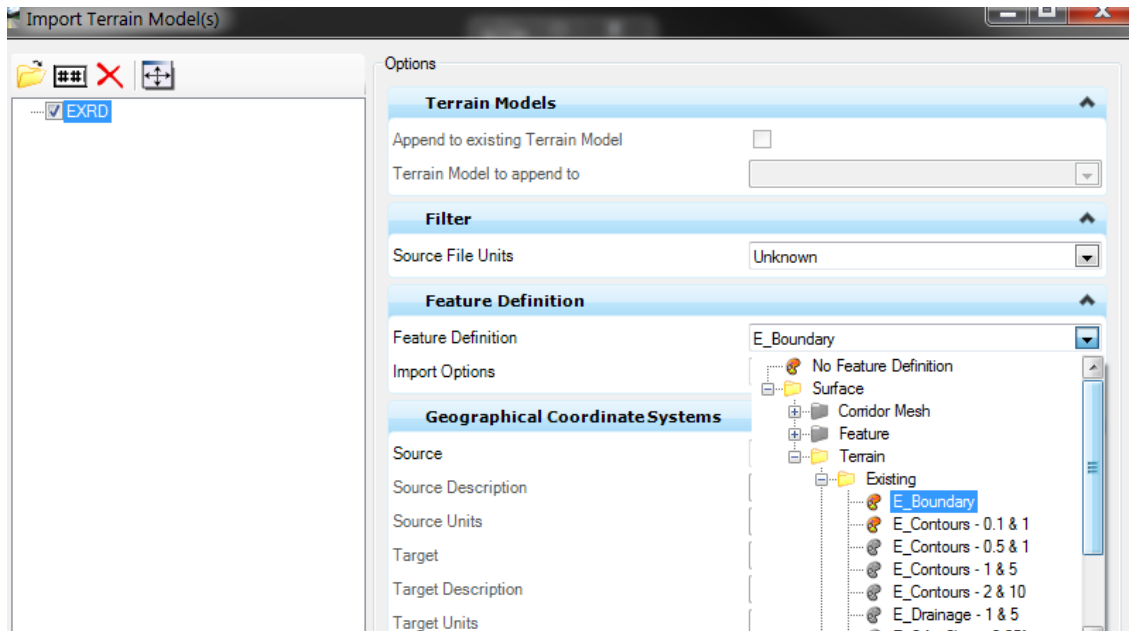 Import Terrain Model(s)
##
EXRD
Options
Terrain Models
Append to existing Terrain Model
Terrain Model to append to
Filter
Source File Units
Unknown
Feature Definition
Feature Definition
E_Boundary
Import Options
No Feature Definition
Surface
Corridor Mesh
Feature
Terrain
Existing
E_Boundary
E_Contours - 0.1 & 1
E_Contours - 0.5 & 1
E_Contours - 1 & 5
E_Contours - 2 & 10
E_Drainage - 1 & 5
Geographical Coordinate Systems
Source
Source Description
Source Units
Target
Target Description
Target Units